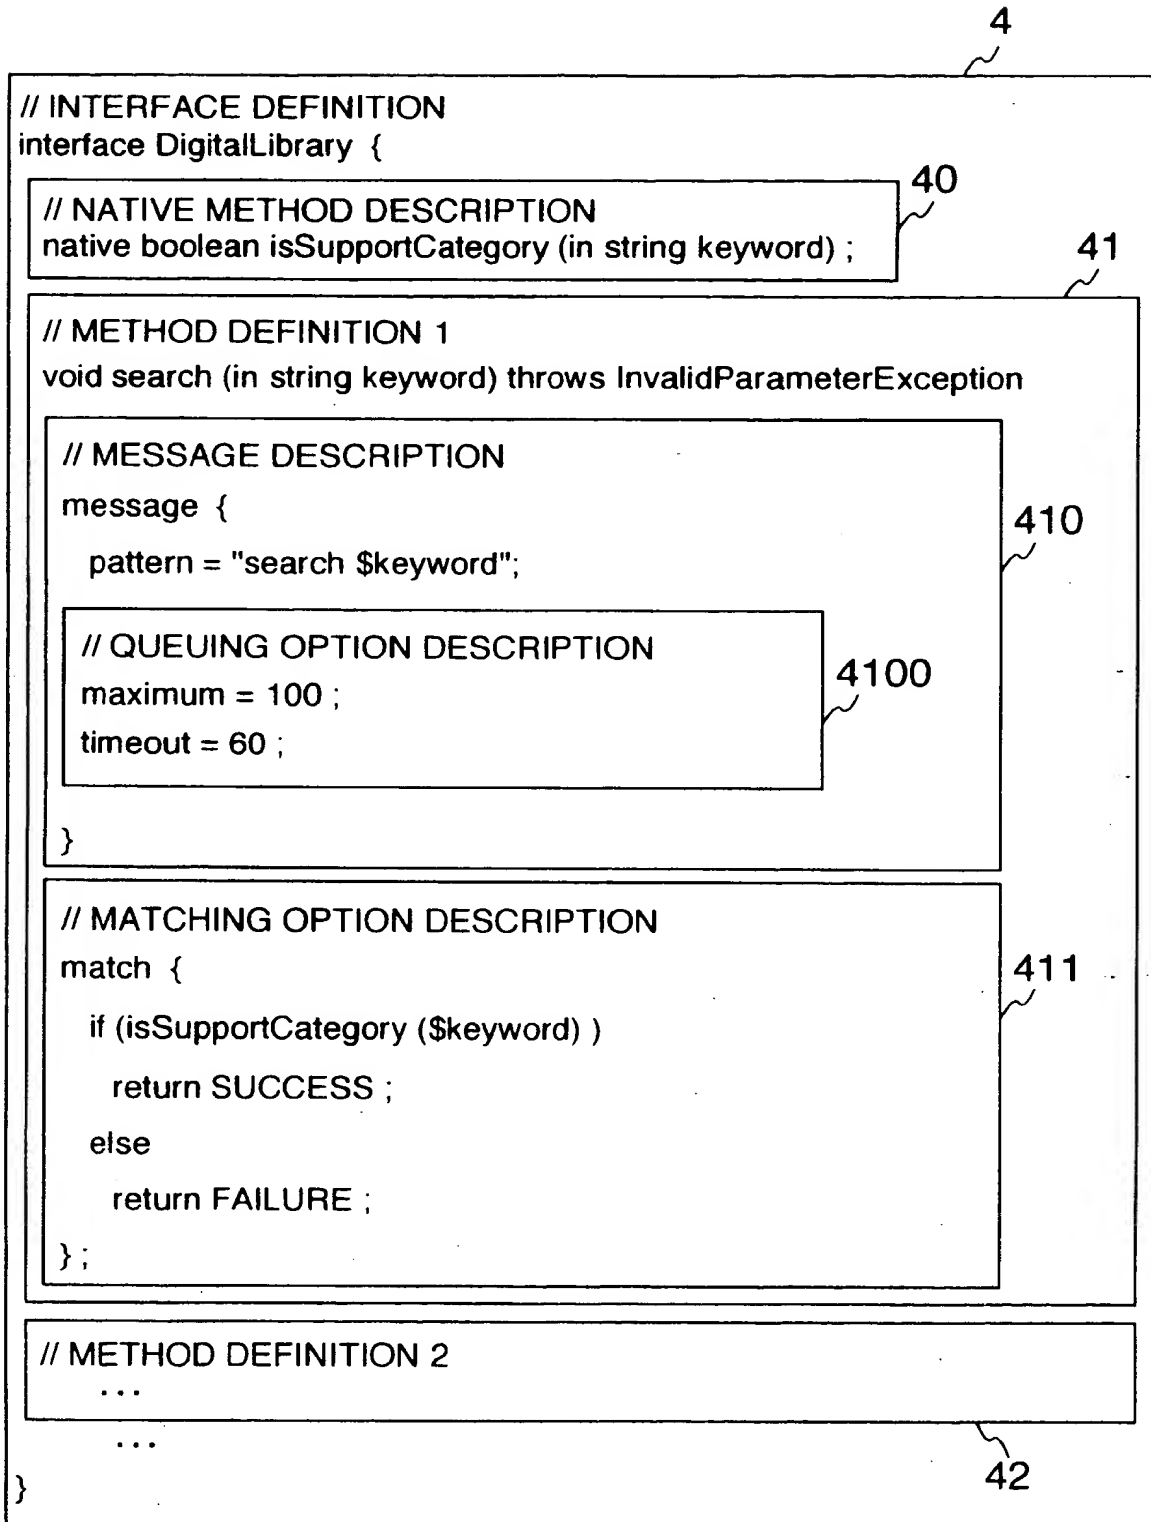 4
// INTERFACE DEFINITION
interface DigitalLibrary {
40
// NATIVE METHOD DESCRIPTION
native boolean isSupportCategory (in string keyword) ;
41
// METHOD DEFINITION 1
void search (in string keyword) throws InvalidParameterException
// MESSAGE DESCRIPTION
message {
410
pattern = "search $keyword";
// QUEUING OPTION DESCRIPTION
4100
maximum = 100 ;
timeout = 60 ;
}
// MATCHING OPTION DESCRIPTION
match {
411
if (isSupportCategory ($keyword) )
return SUCCESS ;
else
return FAILURE ;
} ;
// METHOD DEFINITION 2
...
...
42
}